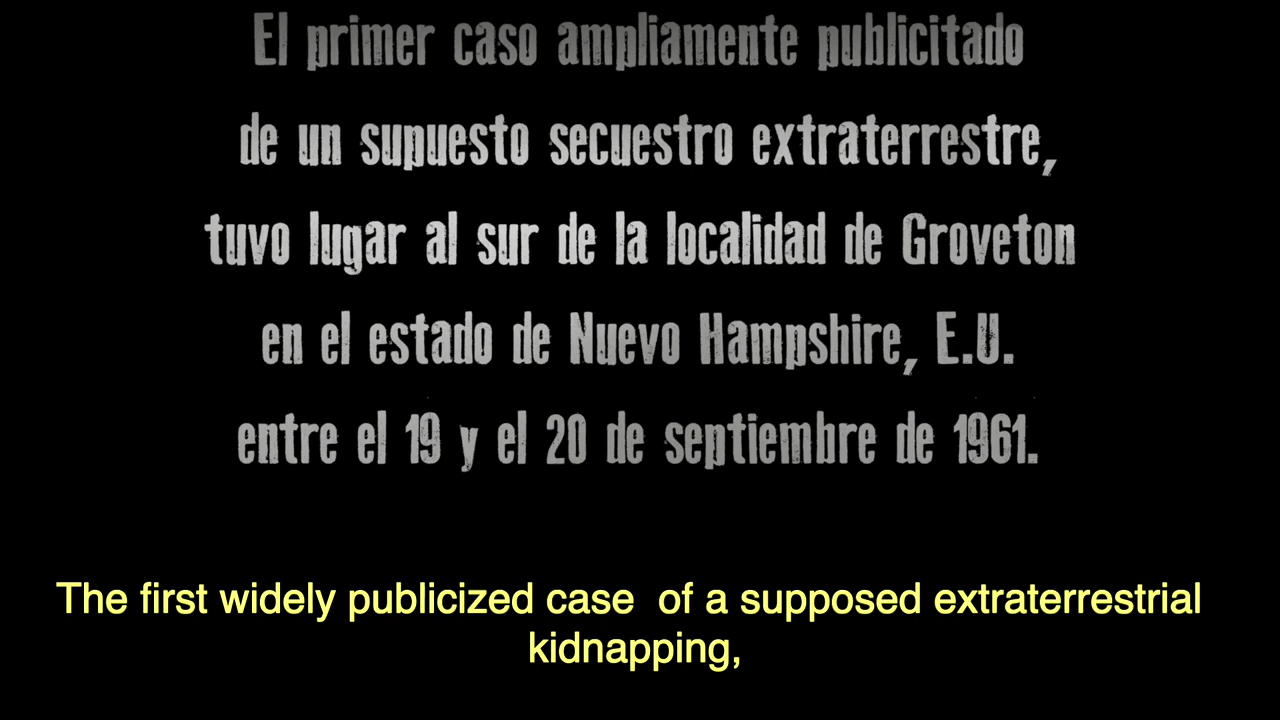 El primer caso ampliamente publicitado
de un supuesto secuestro extraterrestre,
tuvo lugar al sur de la localidad de Groveton
en el estado de Nuevo Hampshire, E.U.
entre el 19 y el 20 de septiembre de 1961.
The first widely publicized case  of a supposed extraterrestrial
kidnapping,